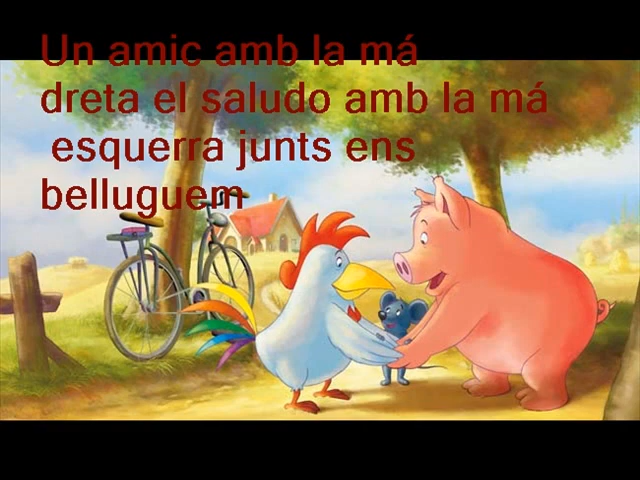 Un amic amb la má
dreta el saludo amb la má
esquerra junts ens
belluguem